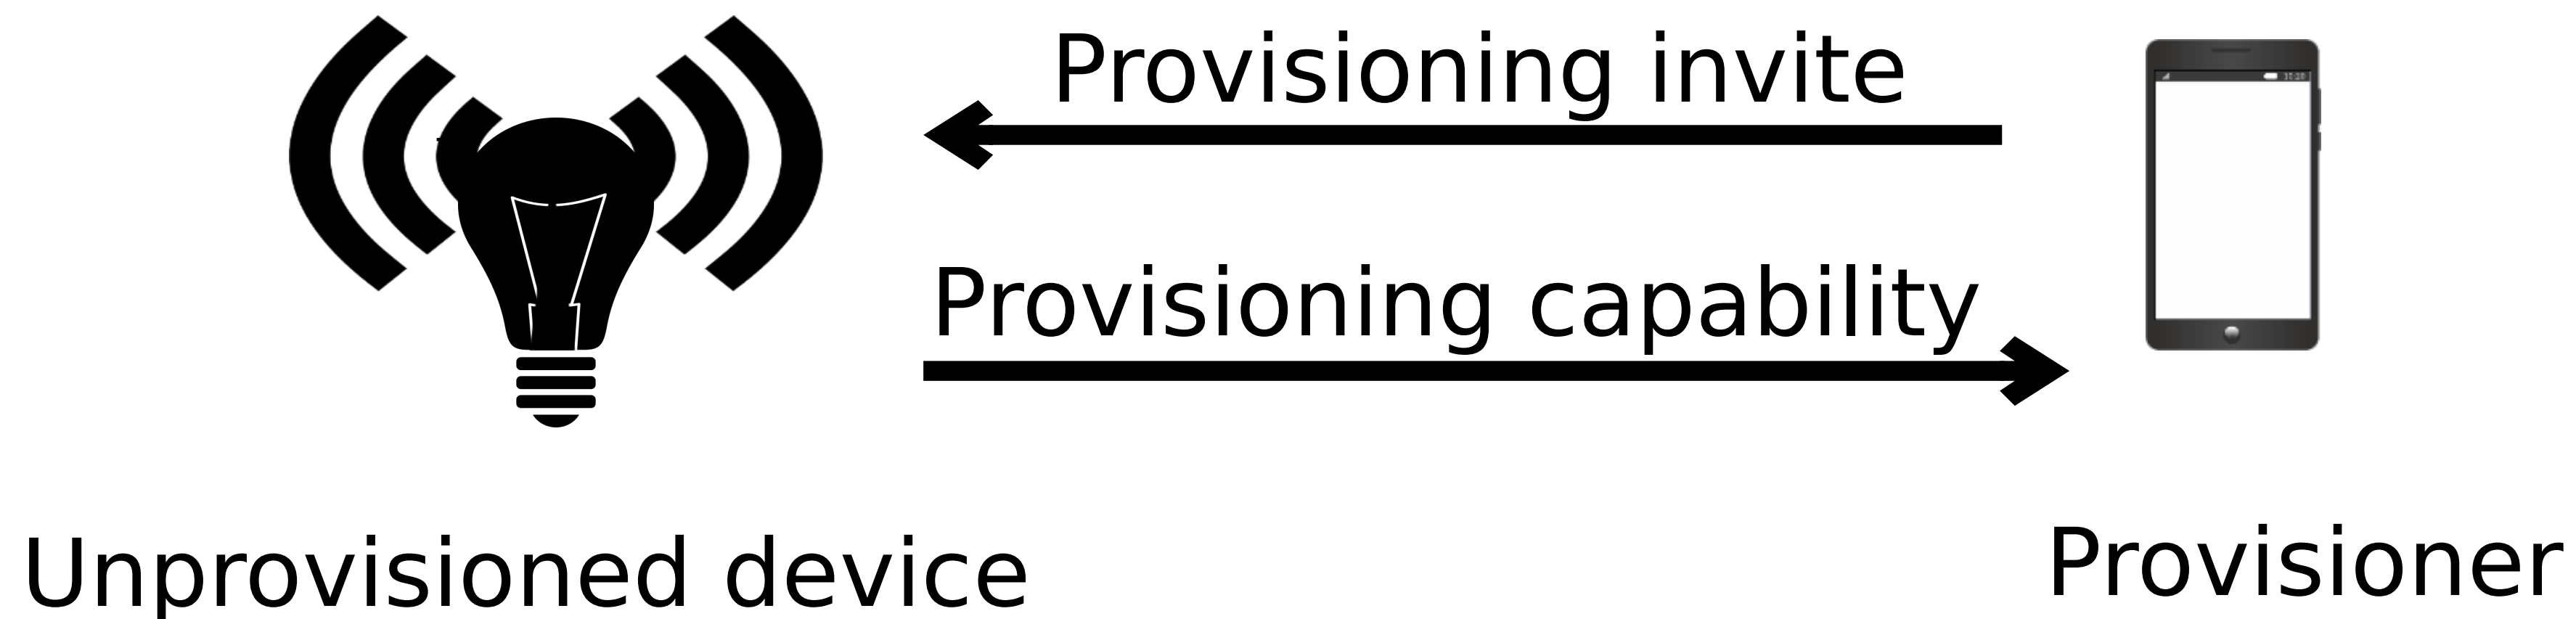 Provisioning invite
Provisioning capability
Unprovisioned device
Provisioner